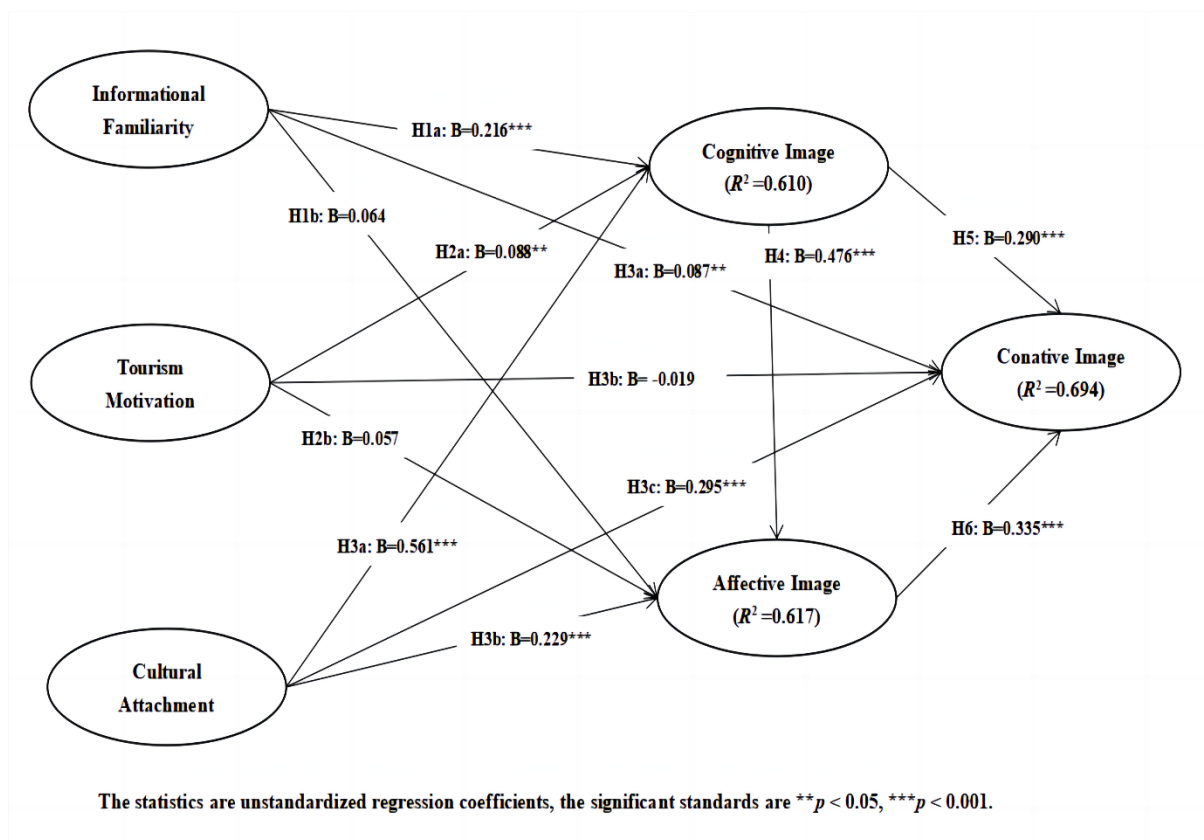 Informational
Familiarity
H1a: B=0.216***
Cognitive Image
(R² =0.610)
H1b: B=0.064
H2a: B=0.088**
H3a: B=0.087**
H4: B=0.476***
H5: B=0.290***
Tourism
Motivation
H3b: B= -0.019
Conative Image
(R² =0.694)
H2b: B=0.057
H3c: B=0.295***
H3a: B=0.561***
H6: B=0.335***
Affective Image
(R² =0.617)
H3b: B=0.229***
Cultural
Attachment
The statistics are unstandardized regression coefficients, the significant standards are **p < 0.05, ***p < 0.001.